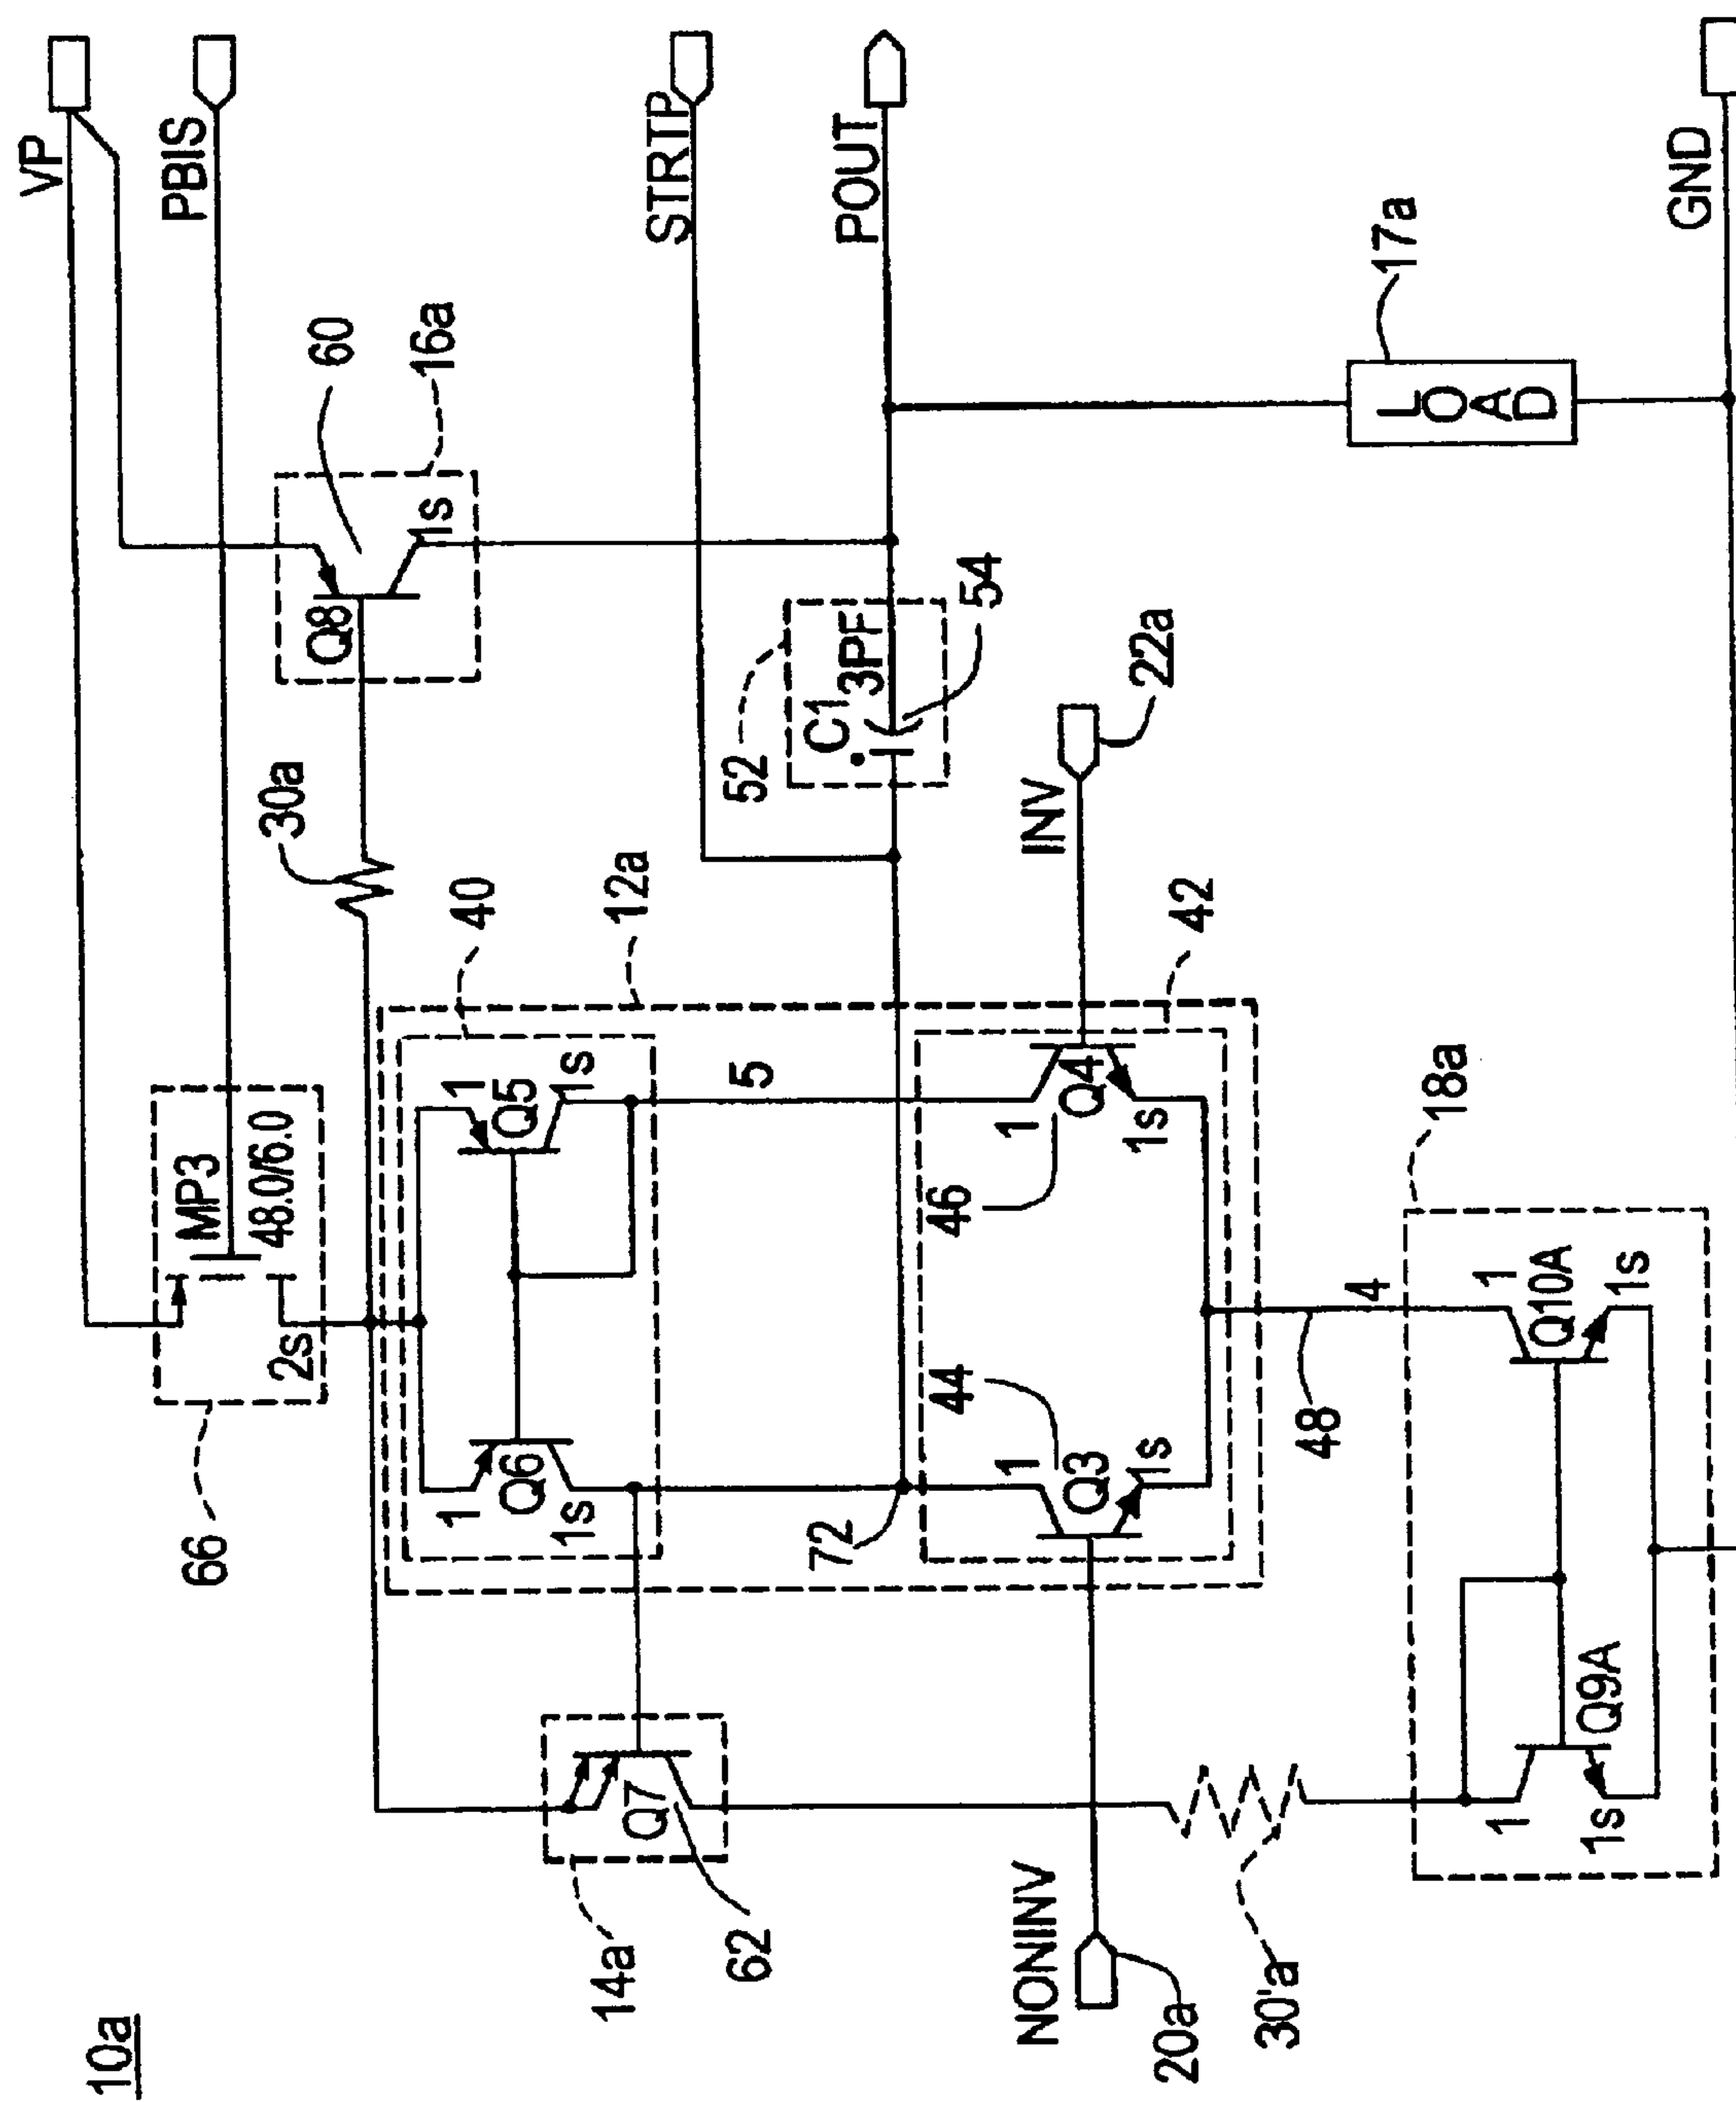 10a
VP
PBIS
STRTP
POUT
GND
66
MP3
48.0/6.0
2s
30a
Q8
60
16a
1s
40
12a
1
Q5
1s
1
Q6
1s
5
52
C1
3PF
54
INV
22a
17a
LOAD
14a
Q7
62
72
44
1
Q3
1s
46
1
Q4
1s
42
NONINV
20a
30'a
48
4
18a
1
Q10A
1s
1
Q9A
1s